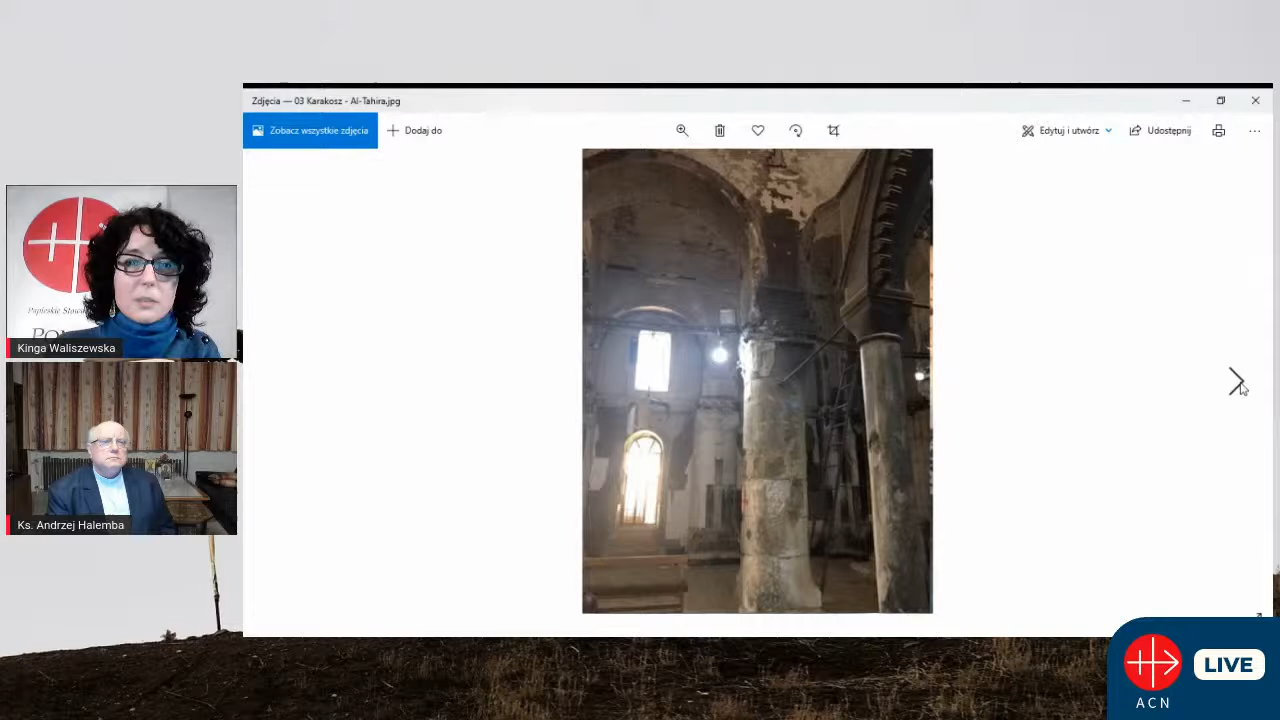 Zdjęcia — 03 Karakosz - Al-Tahira.jpg
Zobacz wszystkie zdjęcia
Dodaj do
Edytuj i utwórz
Udostępnij
Papieskie
Kinga Waliszewska
Ks. Andrzej Halemba
LIVE
ACN